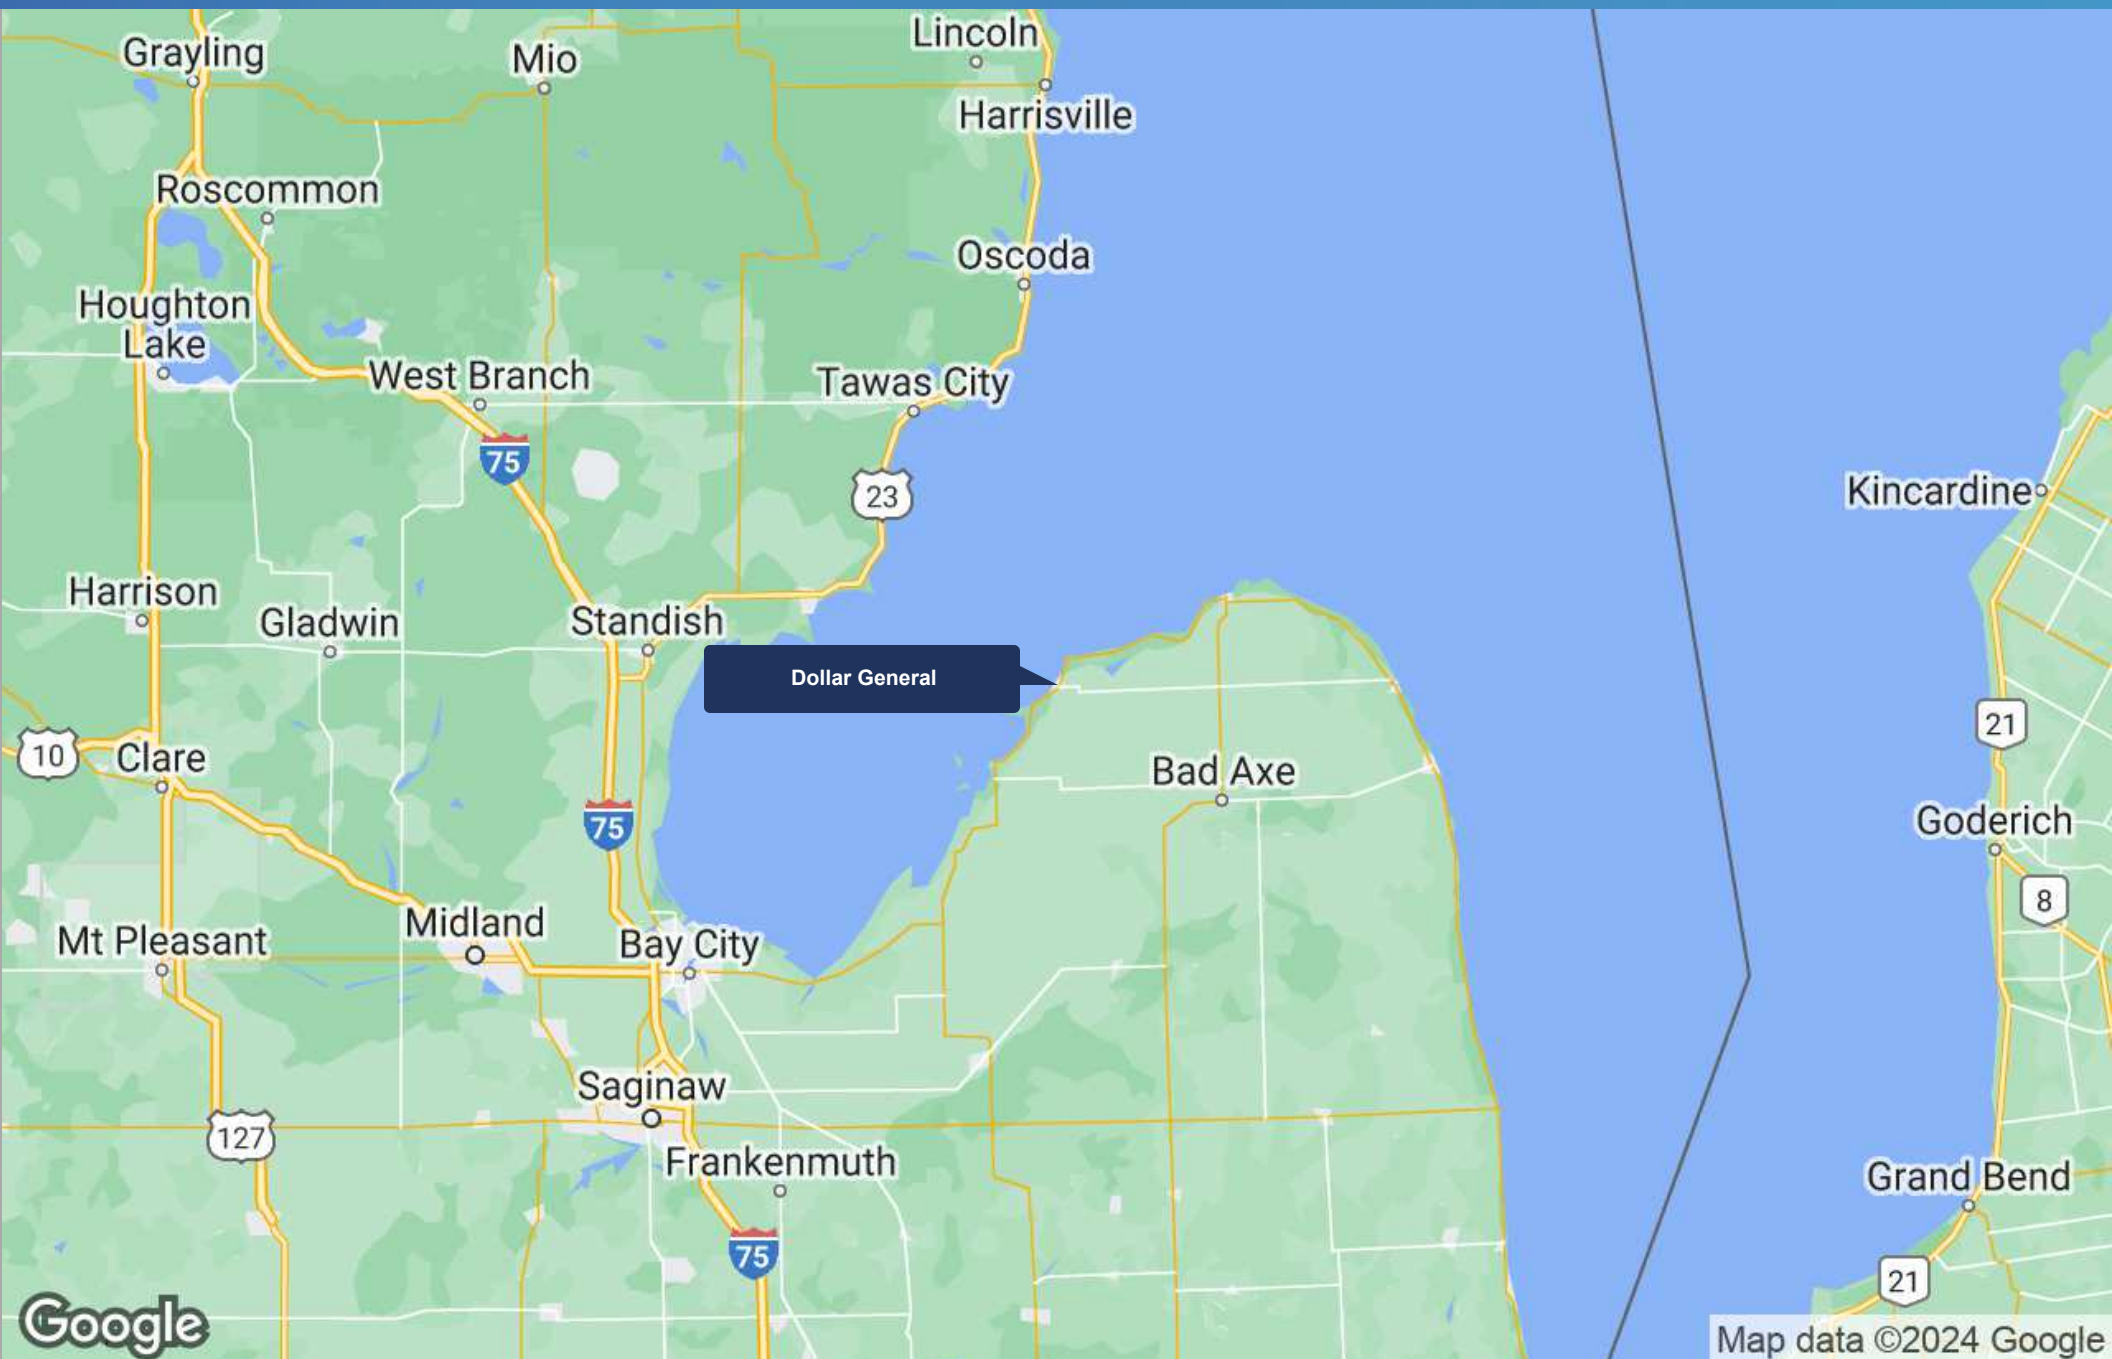 Lincoln
Grayling
Mio
Harrisville
Roscommon
Oscoda
Houghton
Lake
West Branch
Tawas City
75
23
Kincardine
Harrison
Gladwin
Standish
Dollar General
21
10
Clare
Bad Axe
75
Goderich
8
Midland
Mt Pleasant
Bay City
Saginaw
127
Frankenmuth
Grand Bend
75
21
Google
Map data ©2024 Google